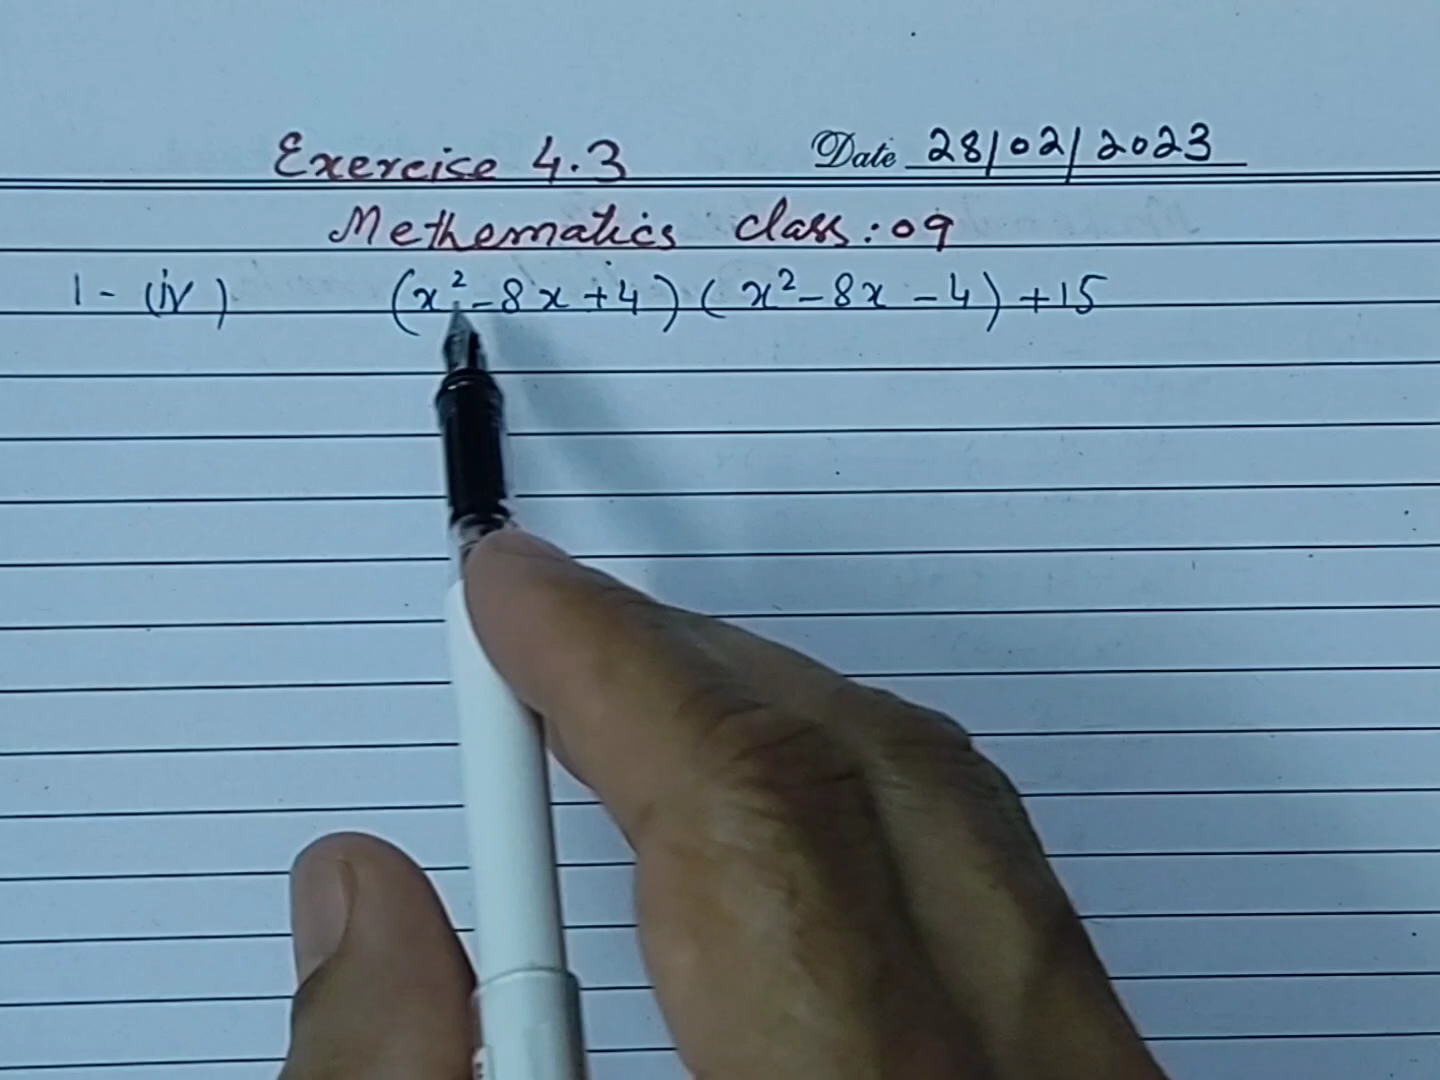 Exercise 4.3 Date 28/02/2023
Methematics class: 09
1- (iv) (x²-8x+4)(x²-8x-4)+15